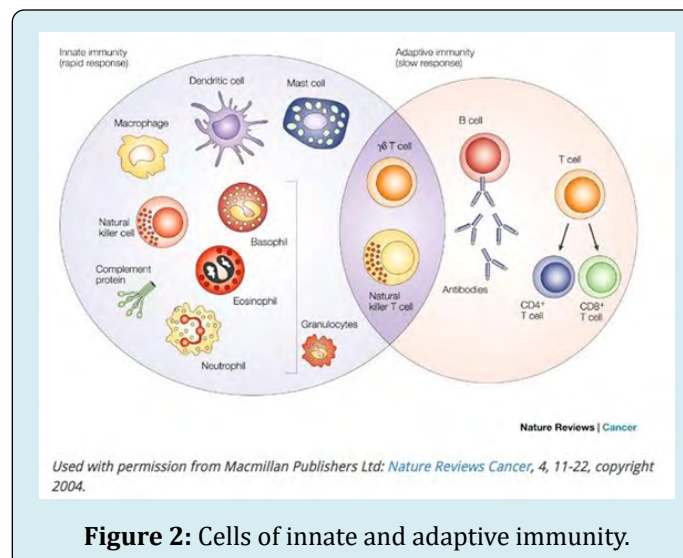 Innate immunity
(rapid response)
Adaptive immunity
(slow response)
Dendritic cell
Mast cell
Macrophage
B cell
γδ T cell
T cell
Natural
killer cell
Basophil
Complement
protein
Eosinophil
Antibodies
Natural
killer T cell
CD4+
T cell
CD8+
T cell
Granulocytes
Neutrophil
Nature Reviews | Cancer
Used with permission from Macmillan Publishers Ltd: Nature Reviews Cancer, 4, 11-22, copyright
2004.
Figure 2: Cells of innate and adaptive immunity.